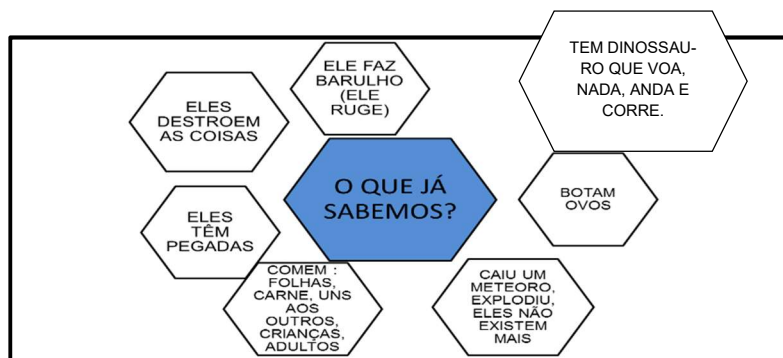 ELE FAZ
BARULHO
(ELE
RUGE)
TEM DINOSSAU-
RO QUE VOA,
NADA, ANDA E
CORRE.
ELES
DESTROEM
AS COISAS
O QUE JÁ
SABEMOS?
BOTAM
OVOS
ELES
TÊM
PEGADAS
COMEM :
FOLHAS,
CARNE, UNS
AOS
OUTROS,
CRIANÇAS,
ADULTOS
CAIU UM
METEORO,
EXPLODIU,
ELES NÃO
EXISTEM
MAIS